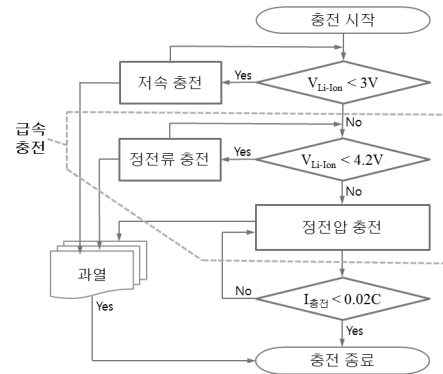 충전 시작
저속 충전
Yes
V_Li-Ion < 3V
No
급속
충전
정전류 충전
Yes
V_Li-Ion < 4.2V
No
정전압 충전
과열
No
I_충전 < 0.02C
Yes
Yes
충전 종료